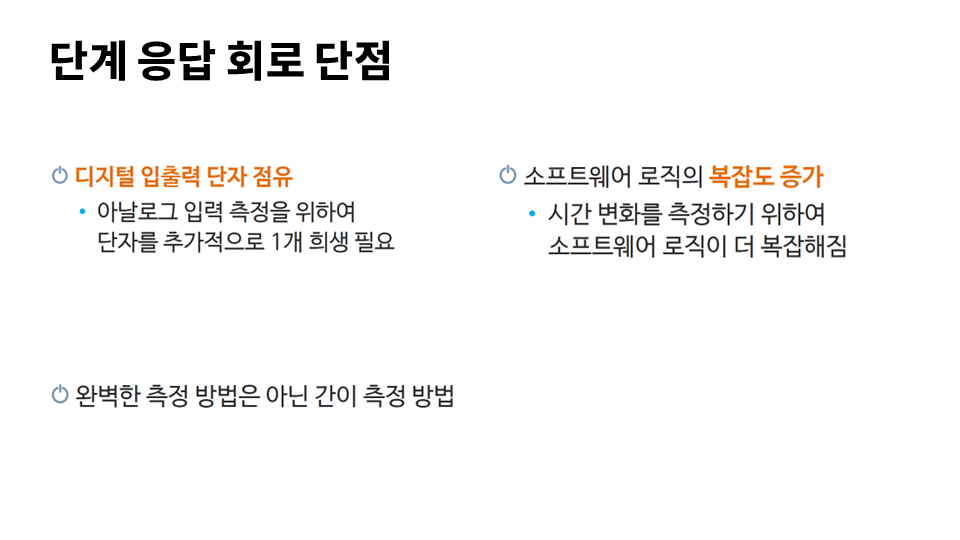 단계 응답 회로 단점
디지털 입출력 단자 점유
• 아날로그 입력 측정을 위하여
단자를 추가적으로 1개 희생 필요
소프트웨어 로직의 복잡도 증가
• 시간 변화를 측정하기 위하여
소프트웨어 로직이 더 복잡해짐
완벽한 측정 방법은 아닌 간이 측정 방법